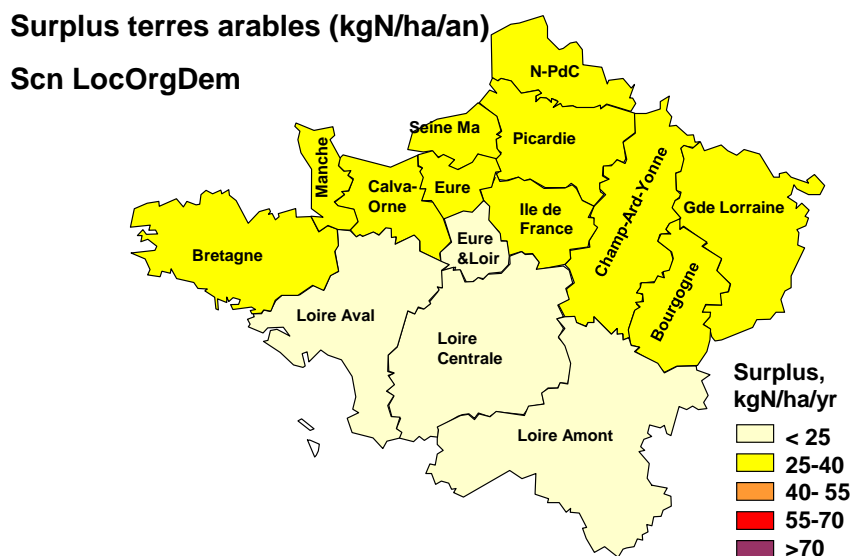 Surplus terres arables (kgN/ha/an)
Scn LocOrgDem
N-PdC
Seine Ma
Picardie
Manche
Calva-
Orne
Eure
Ile de
France
Champ-Ard-Yonne
Gde Lorraine
Bretagne
Eure
&Loir
Bourgogne
Loire Aval
Loire
Centrale
Loire Amont
Surplus,
kgN/ha/yr
< 25
25-40
40- 55
55-70
>70